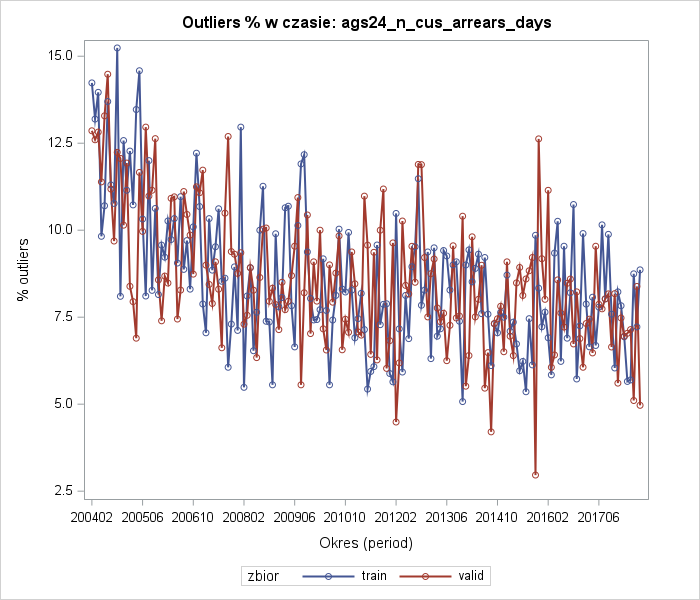 Outliers % w czasie: ags24_n_cus_arrears_days
% outliers
15.0
12.5
10.0
7.5
5.0
2.5
200402 200506 200610 200802 200906 201010 201202 201306 201410 201602 201706
Okres (period)
zbior train valid